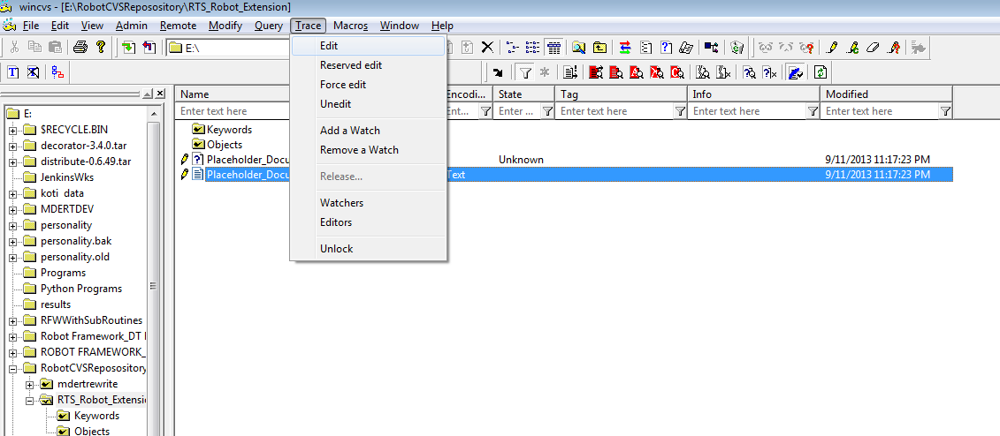 wincvs - [E:\RobotCVSReposository\RTS_Robot_Extension]
File Edit View Admin Remote Modify Query Trace Macros Window Help
E:\
Edit
Reserved edit
Force edit
Unedit
Add a Watch
Remove a Watch
Release...
Watchers
Editors
Unlock
Name Encodi... State Tag Info Modified
Enter text here Ent... Enter ... Enter text here Enter text here Enter text here
Keywords
Objects
Placeholder_Docu Unknown 9/11/2013 11:17:23 PM
Placeholder_Docu Text 9/11/2013 11:17:23 PM
E:
$RECYCLE.BIN
decorator-3.4.0.tar
distribute-0.6.49.tar
JenkinsWks
koti data
MDERTDEV
personality
personality.bak
personality.old
Programs
Python Programs
results
RFWWithSubRoutines
Robot Framework_DT
ROBOT FRAMEWORK_
RobotCVSReposository
mdertrewrite
RTS_Robot_Extensi
Keywords
Objects